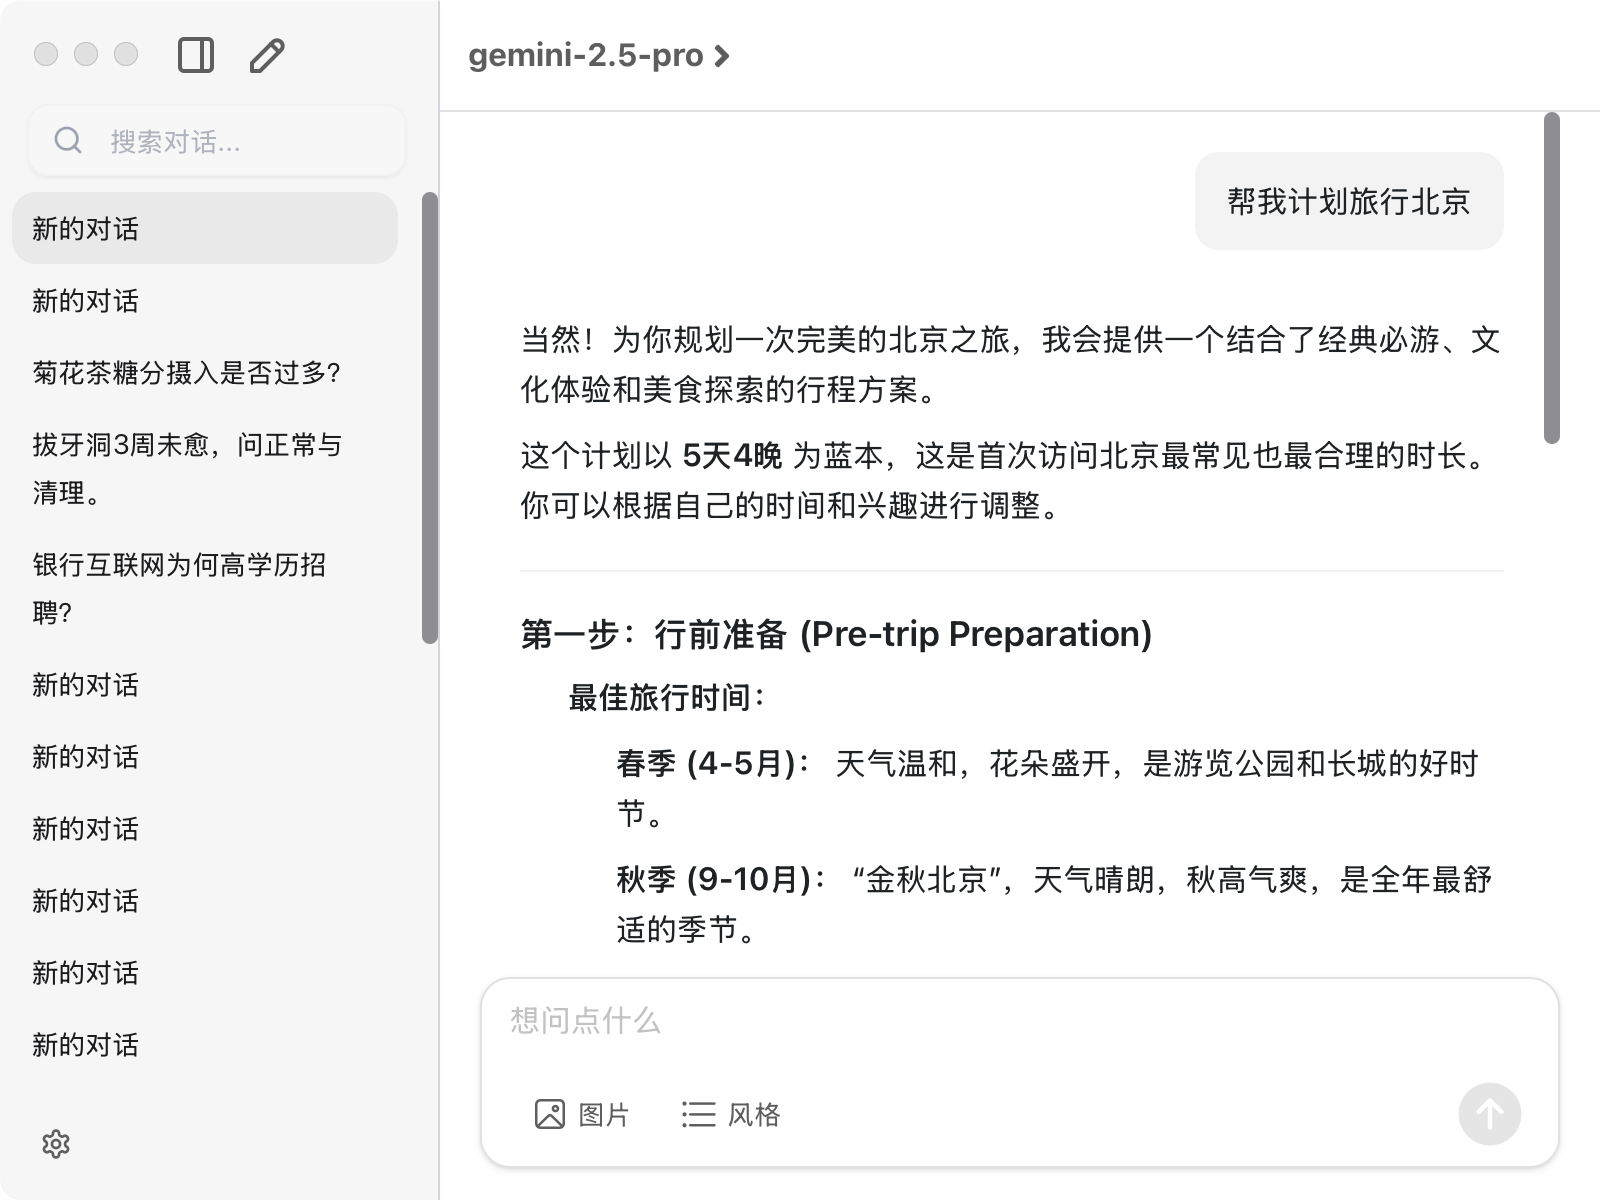 搜索对话...
新的对话
新的对话
菊花茶糖分摄入是否过多?
拔牙洞3周未愈，问正常与
清理。
银行互联网为何高学历招
聘?
新的对话
新的对话
新的对话
新的对话
新的对话
新的对话
gemini-2.5-pro
帮我计划旅行北京
当然！为你规划一次完美的北京之旅，我会提供一个结合了经典必游、文
化体验和美食探索的行程方案。
这个计划以 5天4晚 为蓝本，这是首次访问北京最常见也最合理的时长。
你可以根据自己的时间和兴趣进行调整。
第一步：行前准备 (Pre-trip Preparation)
最佳旅行时间：
春季 (4-5月)： 天气温和，花朵盛开，是游览公园和长城的好时
节。
秋季 (9-10月)： “金秋北京”，天气晴朗，秋高气爽，是全年最舒
适的季节。
想问点什么
图片
风格